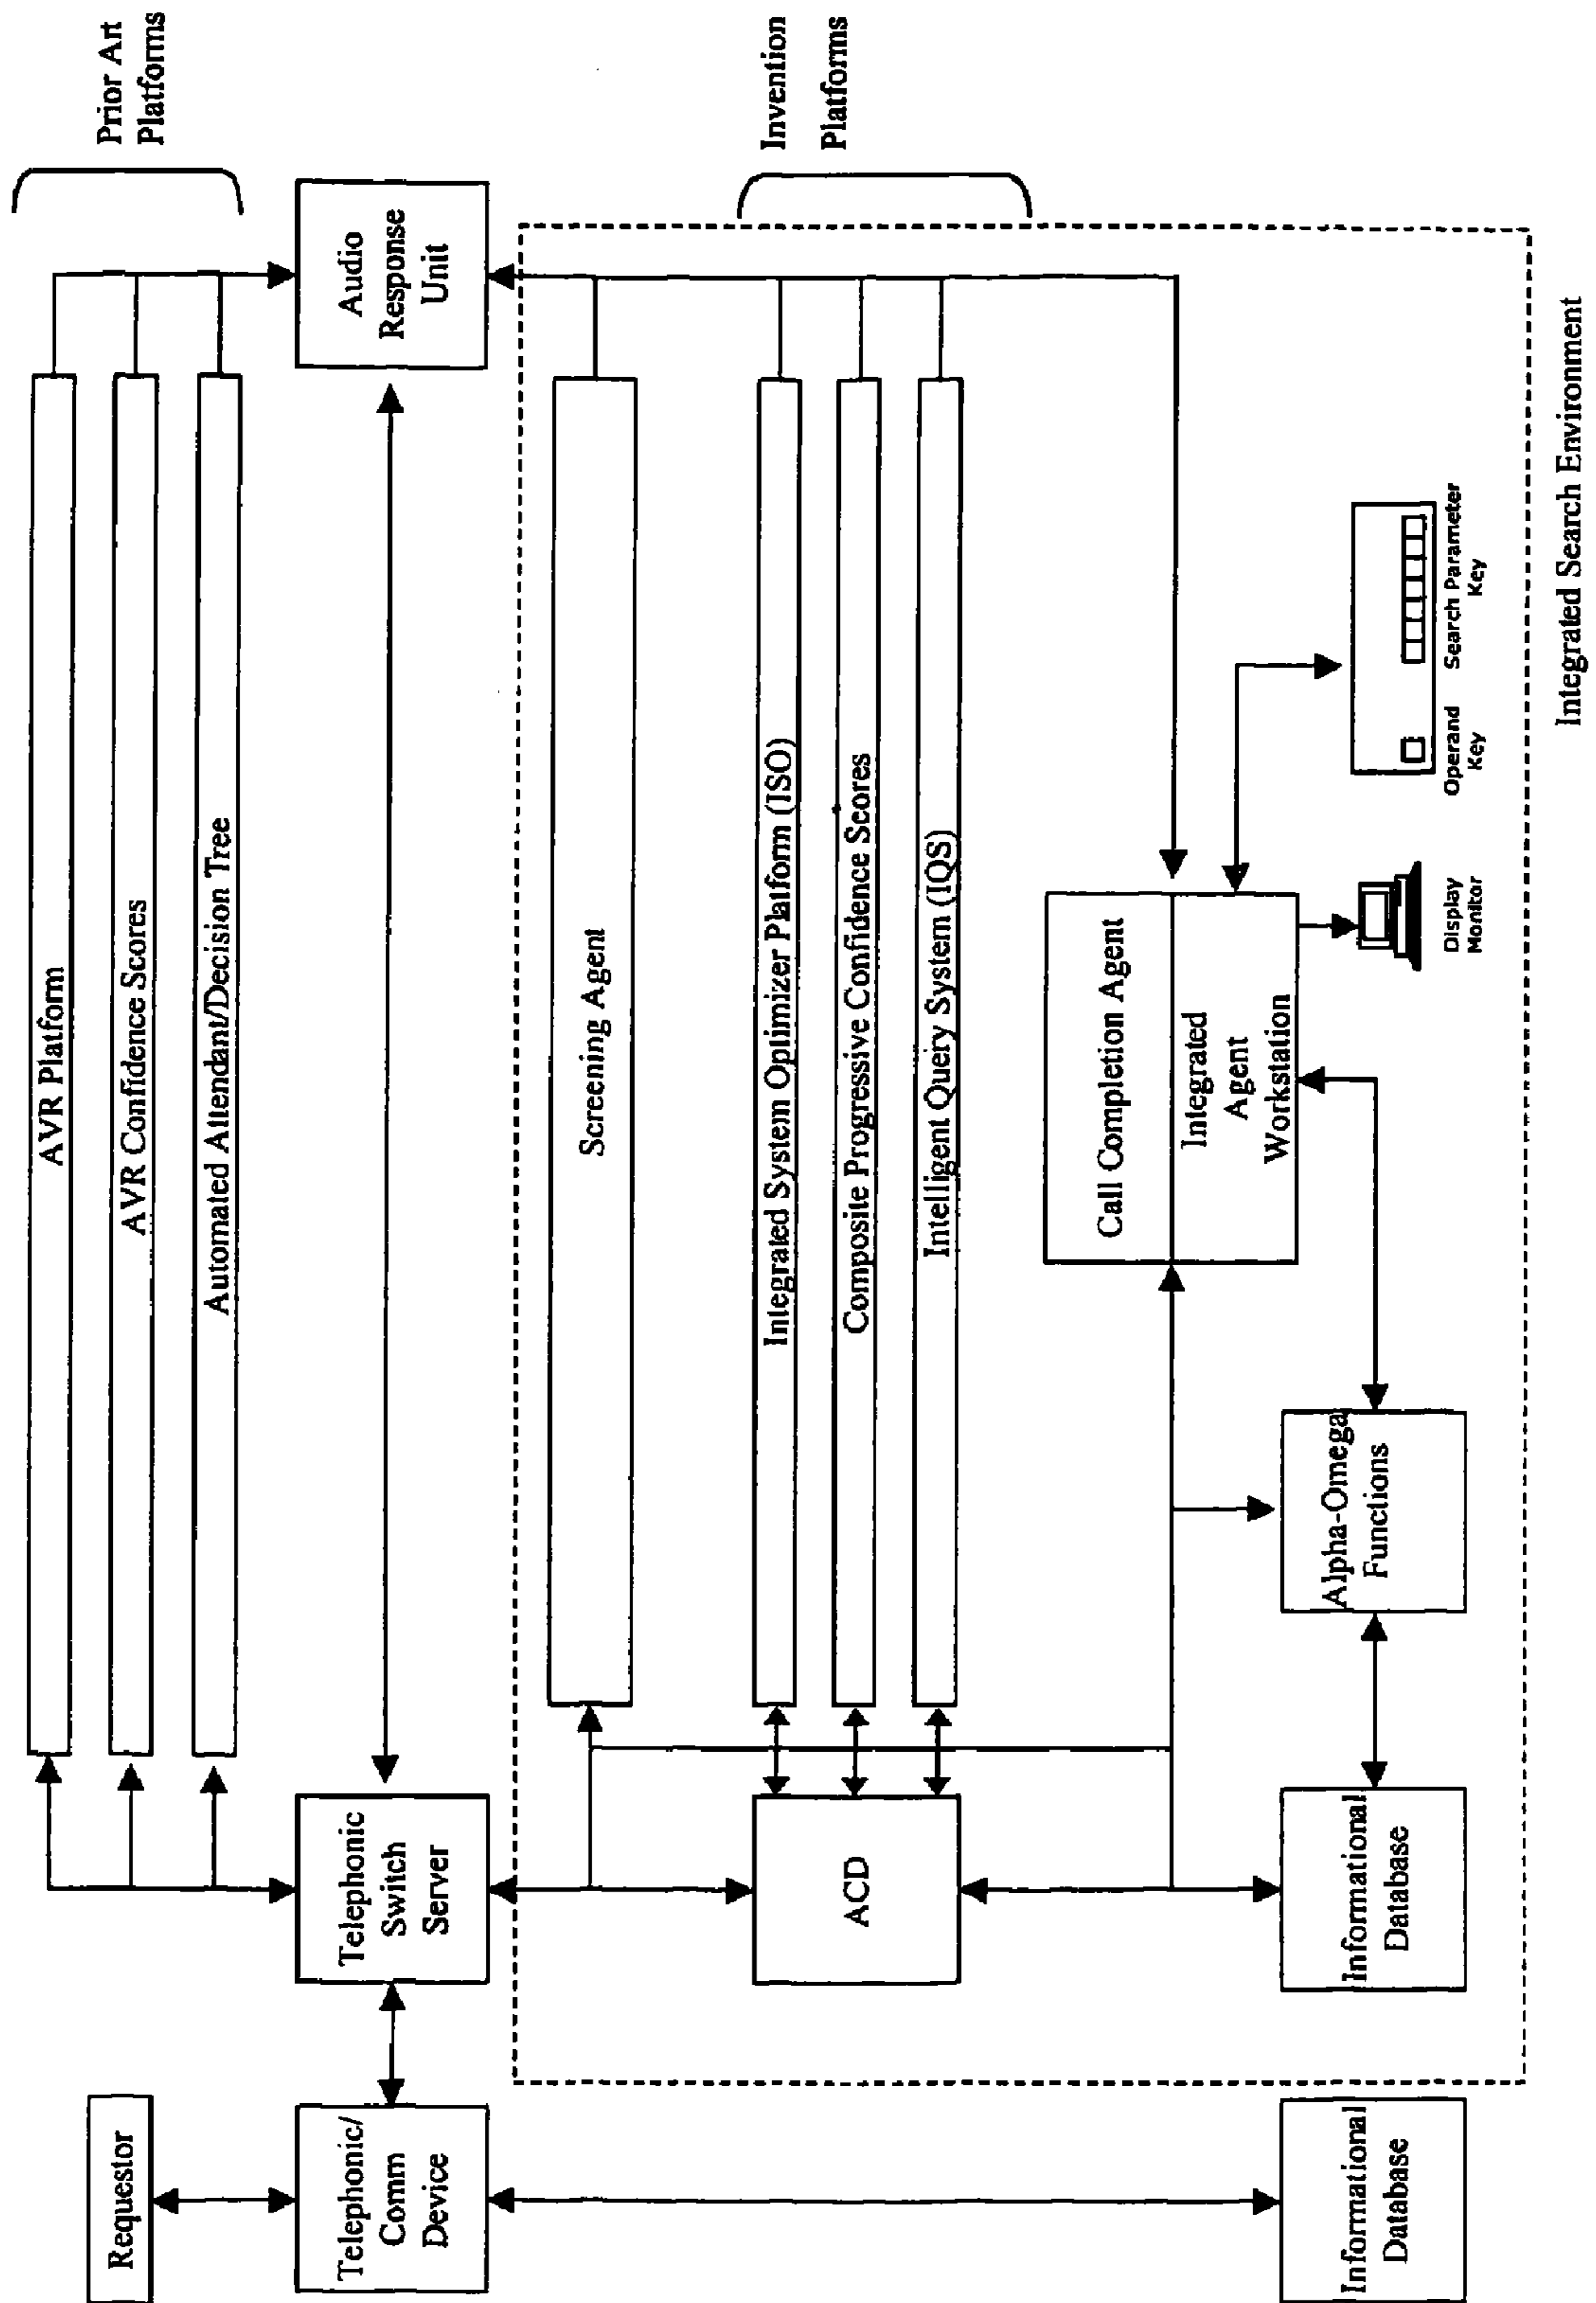 Prior Art
Platforms
AVR Platform
AVR Confidence Scores
Automated Attendant/Decision Tree
Requestor
Telephonic/
Comm
Device
Telephonic
Switch
Server
Audio
Response
Unit
Screening Agent
Invention
Platforms
ACD
Integrated System Optimizer Platform (ISO)
Composite Progressive Confidence Scores
Intelligent Query System (IQS)
Call Completion Agent
Integrated
Agent
Workstation
Informational
Database
Informational
Database
Alpha-Omega
Functions
Display
Monitor
Operand
Key
Search Parameter
Key
Integrated Search Environment